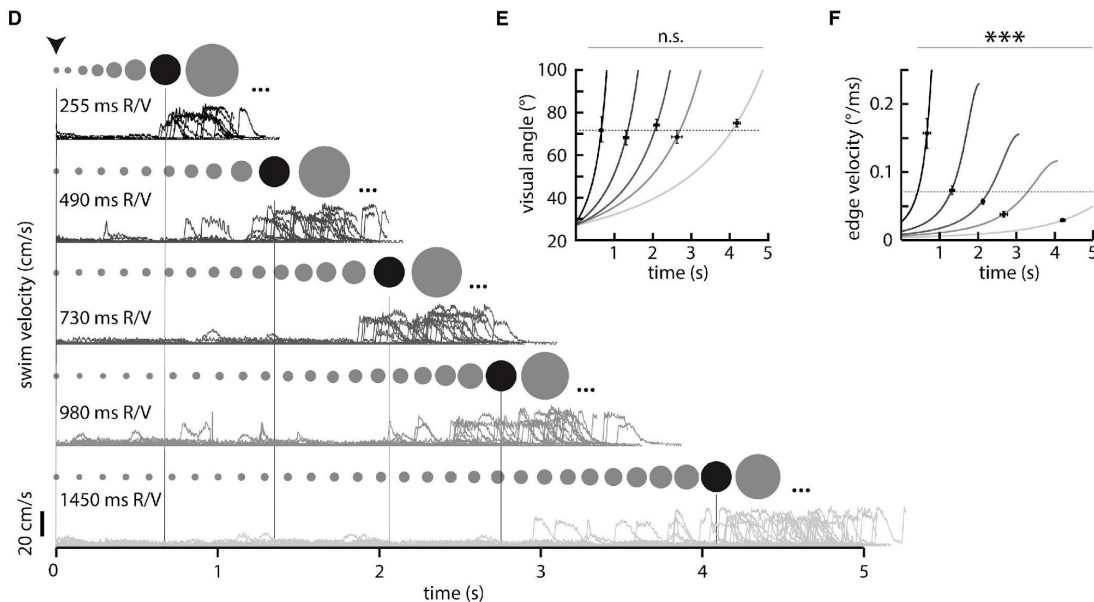 D
255 ms R/V
...
490 ms R/V
...
730 ms R/V
...
980 ms R/V
...
1450 ms R/V
...
swim velocity (cm/s)
20 cm/s
0 1 2 3 4 5
time (s)
E
n.s.
100
80
60
40
20
visual angle (°)
0 1 2 3 4 5
time (s)
F
***
0.2
0.1
0
edge velocity (°/ms)
0 1 2 3 4 5
time (s)